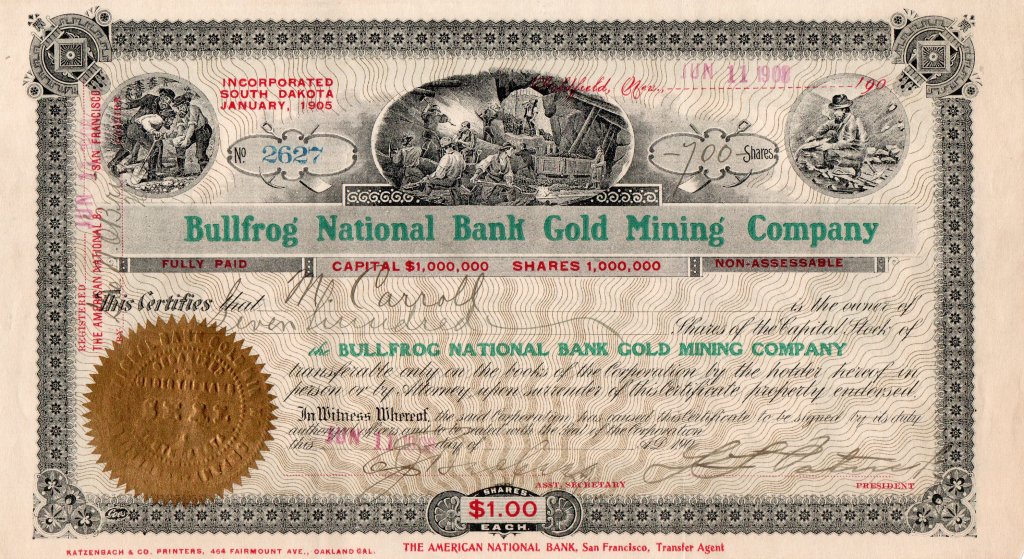 INCORPORATED
SOUTH DAKOTA
JANUARY, 1905
Goldfield, Nev., JUN 11 1908 190
No 2627
-700- Shares
Bullfrog National Bank Gold Mining Company
FULLY PAID CAPITAL $1,000,000 SHARES 1,000,000 NON-ASSESSABLE
This Certifies that M. Carroll is the owner of
Seven Hundred Shares of the Capital Stock of
the BULLFROG NATIONAL BANK GOLD MINING COMPANY
transferable only on the books of the Corporation by the holder hereof in
person or by Attorney upon surrender of this Certificate properly endorsed.
In Witness Whereof, the said Corporation has caused this Certificate to be signed by its duly
authorized officers and to be sealed with the Seal of the Corporation
this JUN 11 day of A.D. 190
ASST. SECRETARY
PRESIDENT
SHARES
$1.00
EACH.
REGISTERED
THE AMERICAN NATIONAL B SAN FRANCISCO
BY
JUN
SEAL
KATZENBACH & CO. PRINTERS, 464 FAIRMOUNT AVE., OAKLAND CAL.
THE AMERICAN NATIONAL BANK, San Francisco, Transfer Agent